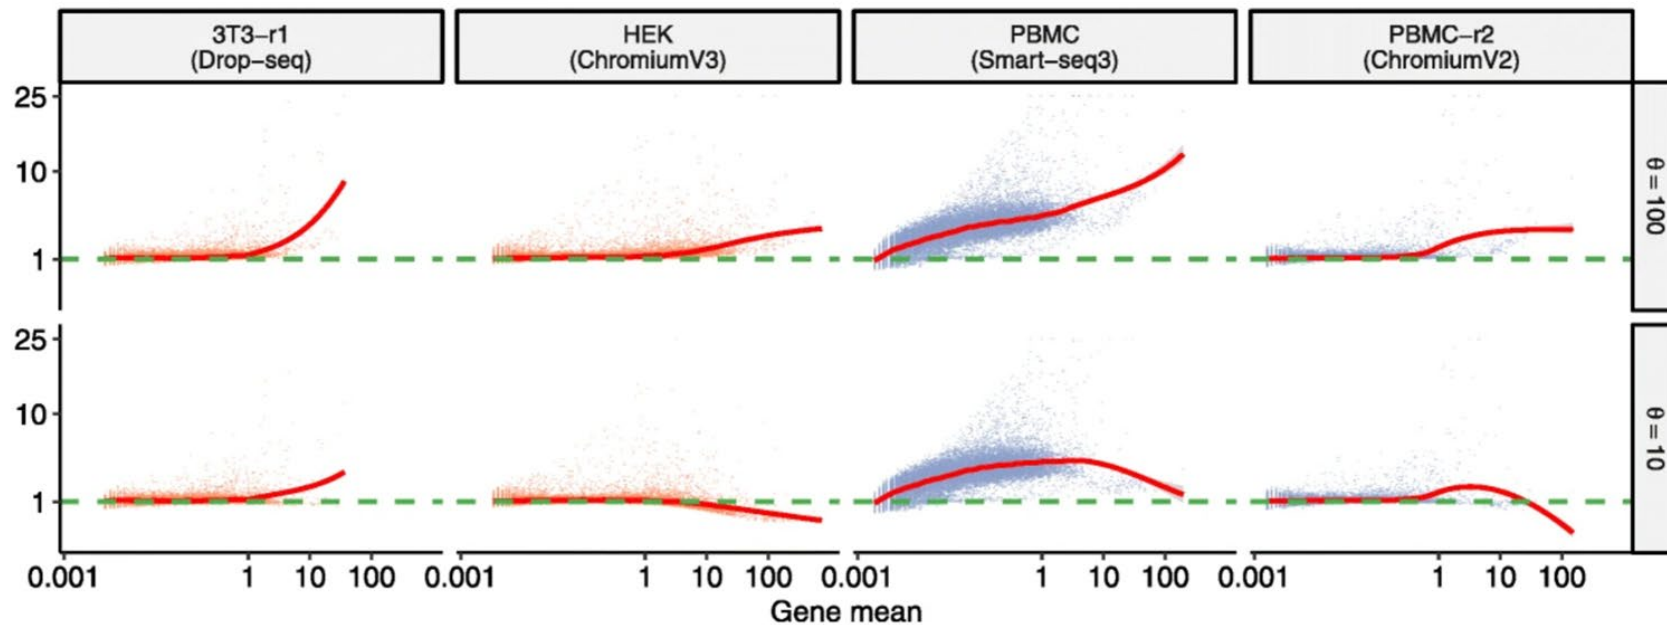 3T3−r1
(Drop−seq)
HEK
(ChromiumV3)
PBMC
(Smart−seq3)
PBMC−r2
(ChromiumV2)
25
10
1
θ = 100
25
10
1
θ = 10
0.001 1 10 100 0.001 1 10 100 0.001 1 10 100 0.001 1 10 100
Gene mean